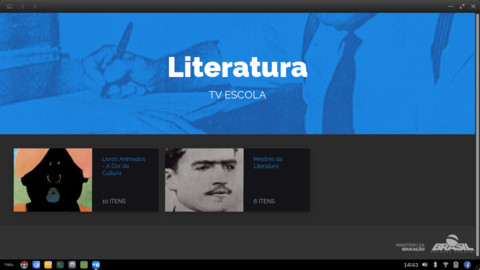 Literatura
TV ESCOLA
Livros Animados
- A Cor da
Cultura
10 ITENS
Mestres da
Literatura
6 ITENS
MINISTÉRIO DA
EDUCAÇÃO
BRASIL
14:43